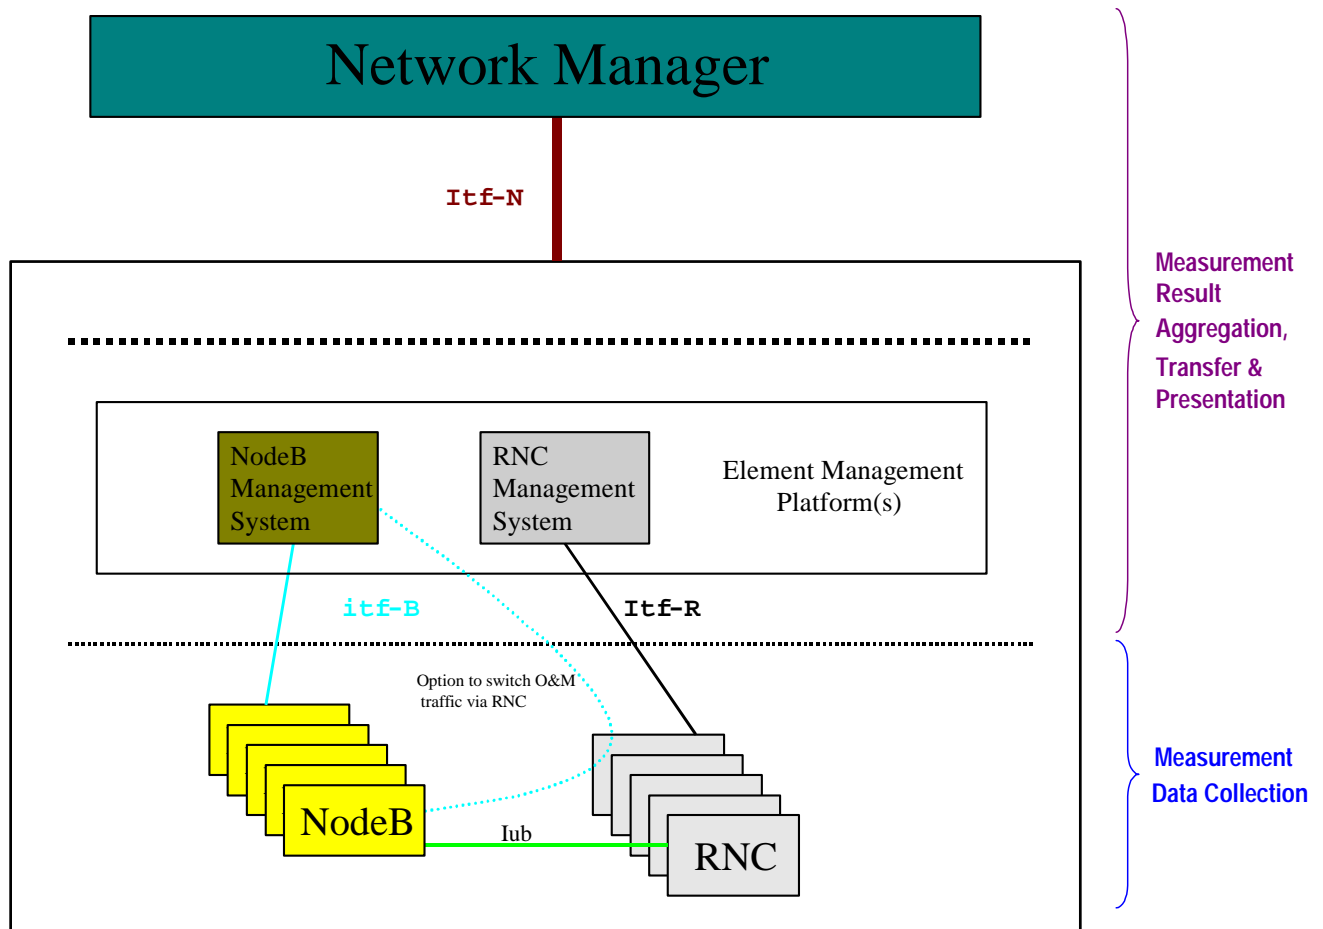 Network Manager
Itf-N
Measurement
Result
Aggregation,
Transfer &
Presentation
NodeB
Management
System
RNC
Management
System
Element Management
Platform(s)
itf-B
Itf-R
Option to switch O&M
traffic via RNC
Measurement
Data Collection
NodeB
Iub
RNC